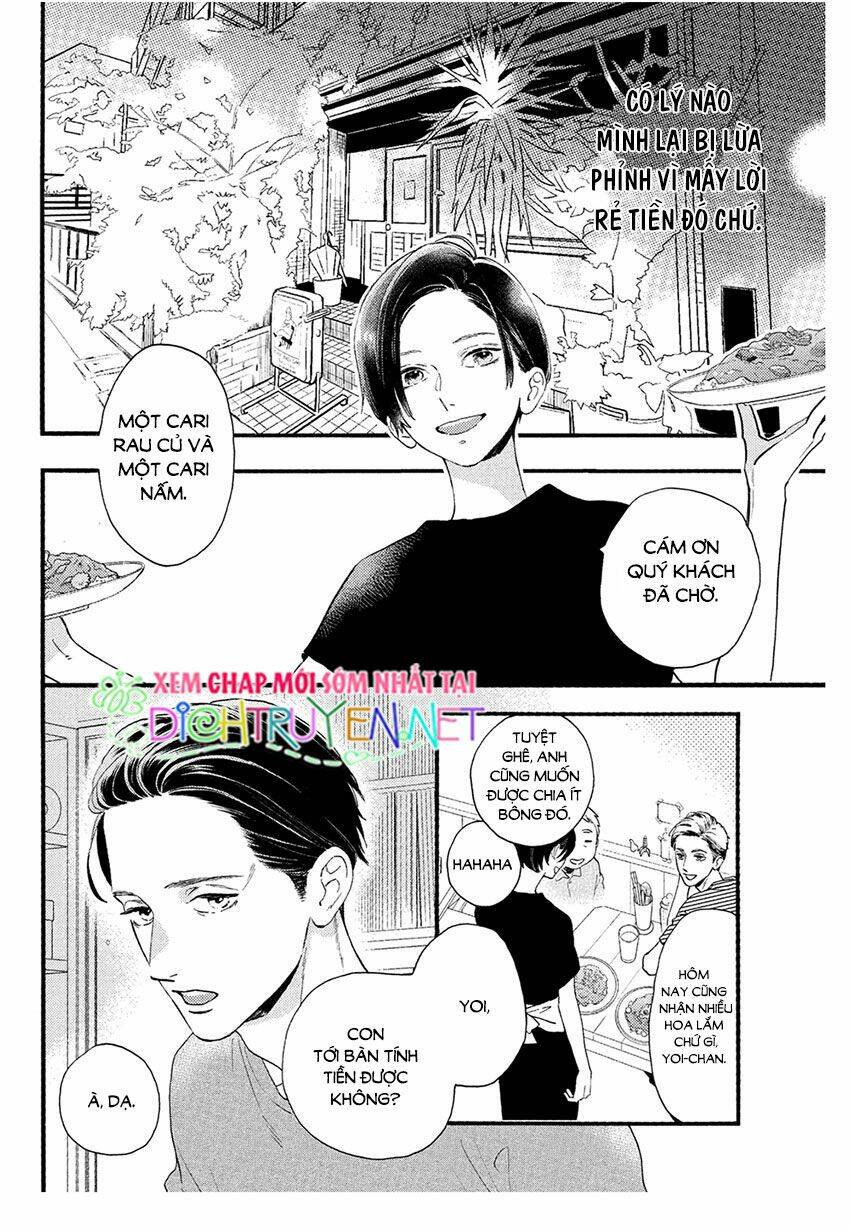 CÓ LÝ NÀO
MÌNH LẠI BỊ LỪA
PHỈNH VÌ MẤY LỜI
RẺ TIỀN ĐÓ CHỨ.
MỘT CARI
RAU CỦ VÀ
MỘT CARI
NẤM.
CÁM ƠN
QUÝ KHÁCH
ĐÃ CHỜ.
XEM CHAP MỚI SỚM NHẤT TẠI
DICHTRUYEN.NET
TUYỆT
GHÊ, ANH
CŨNG MUỐN
ĐƯỢC CHIA ÍT
BÔNG ĐÓ.
HAHAHA
HÔM
NAY CŨNG
NHẬN NHIỀU
HOA LẮM
CHỨ GÌ,
YOI-CHAN.
YOI,
CON
TỚI BÀN TÍNH
TIỀN ĐƯỢC
KHÔNG?
À, DẠ.